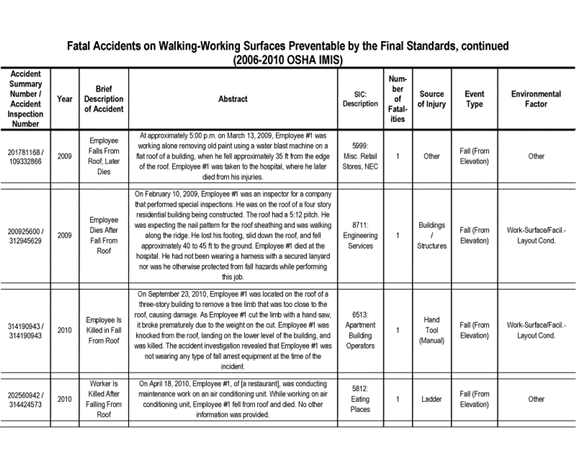 Fatal Accidents on Walking-Working Surfaces Preventable by the Final Standards, continued
(2006-2010 OSHA IMIS)
Accident
Summary
Number /
Accident
Inspection
Number
Year
Brief
Description
of Accident
Abstract
SIC:
Description
Num-
ber
of
Fatal-
ities
Source
of Injury
Event
Type
Environmental
Factor
201781168 /
109332866
2009
Employee
Falls From
Roof, Later
Dies
At approximately 5:00 p.m. on March 13, 2009, Employee #1 was
working alone removing old paint using a water blast machine on a
flat roof of a building, when he fell approximately 35 ft from the edge
of the roof. Employee #1 was taken to the hospital, where he later
died from his injuries.
5999:
Misc. Retail
Stores, NEC
1
Other
Fall (From
Elevation)
Other
200925600 /
312945629
2009
Employee
Dies After
Fall From
Roof
On February 10, 2009, Employee #1 was an inspector for a company
that performed special inspections. He was on the roof of a four story
residential building being constructed. The roof had a 5:12 pitch. He
was expecting the nail pattern for the roof sheathing and was walking
along the ridge. He lost his footing, slid down the roof, and fell
approximately 40 to 45 ft to the ground. Employee #1 died at the
hospital. He had not been wearing a harness with a secured lanyard
nor was he otherwise protected from fall hazards while performing
this job.
8711:
Engineering
Services
1
Buildings
/
Structures
Fall (From
Elevation)
Work-Surface/Facil.-
Layout Cond.
314190943 /
314190943
2010
Employee Is
Killed in Fall
From Roof
On September 23, 2010, Employee #1 was located on the roof of a
three-story building to remove a tree limb that was too close to the
roof, causing damage. As Employee #1 cut the limb with a hand saw,
it broke prematurely due to the weight on the cut. Employee #1 was
knocked from the roof, landing on the lower level of the building, and
was killed. The accident investigation revealed that Employee #1 was
not wearing any type of fall arrest equipment at the time of the
incident.
6513:
Apartment
Building
Operators
1
Hand
Tool
(Manual)
Fall (From
Elevation)
Work-Surface/Facil.-
Layout Cond.
202560942 /
314424573
2010
Worker Is
Killed After
Falling From
Roof
On April 18, 2010, Employee #1, of [a restaurant], was conducting
maintenance work on an air conditioning unit. While working on air
conditioning unit, Employee #1 fell from roof and died. No other
information was provided.
5812:
Eating
Places
1
Ladder
Fall (From
Elevation)
Other